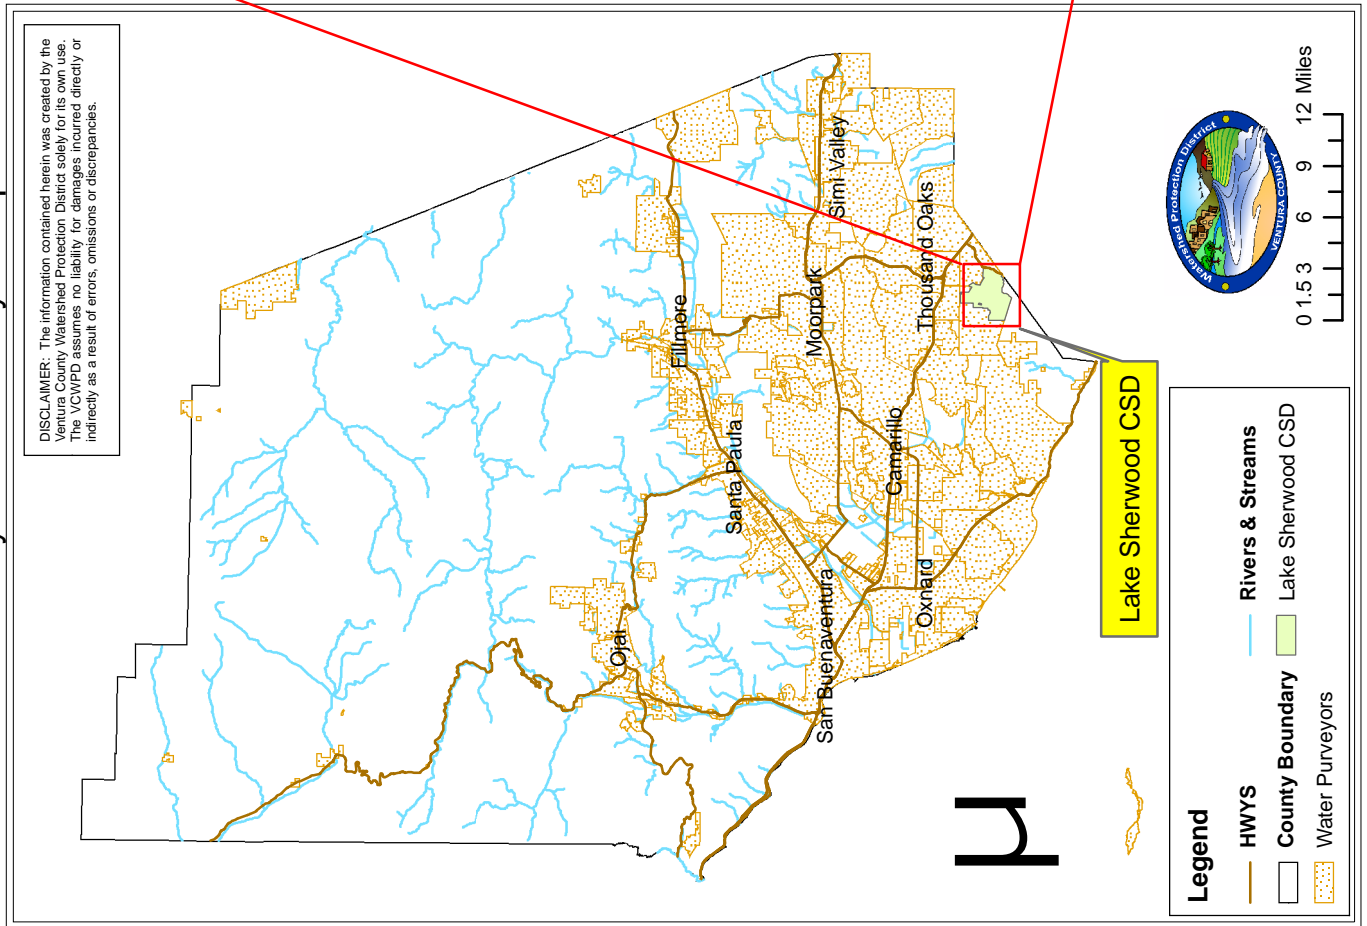 DISCLAIMER: The information contained herein was created by the
Ventura County Watershed Protection District solely for its own use.
The VCWPD assumes no liability for damages incurred directly or
indirectly as a result of errors, omissions or discrepancies.
Ojai
Santa Paula
Fillmore
San Buenaventura
Oxnard
Camarillo
Moorpark
Simi Valley
Thousand Oaks
Lake Sherwood CSD
µ
Watershed Protection District
VENTURA COUNTY
0 1.5 3 6 9 12 Miles
Legend
HWYS
County Boundary
Water Purveyors
Rivers & Streams
Lake Sherwood CSD